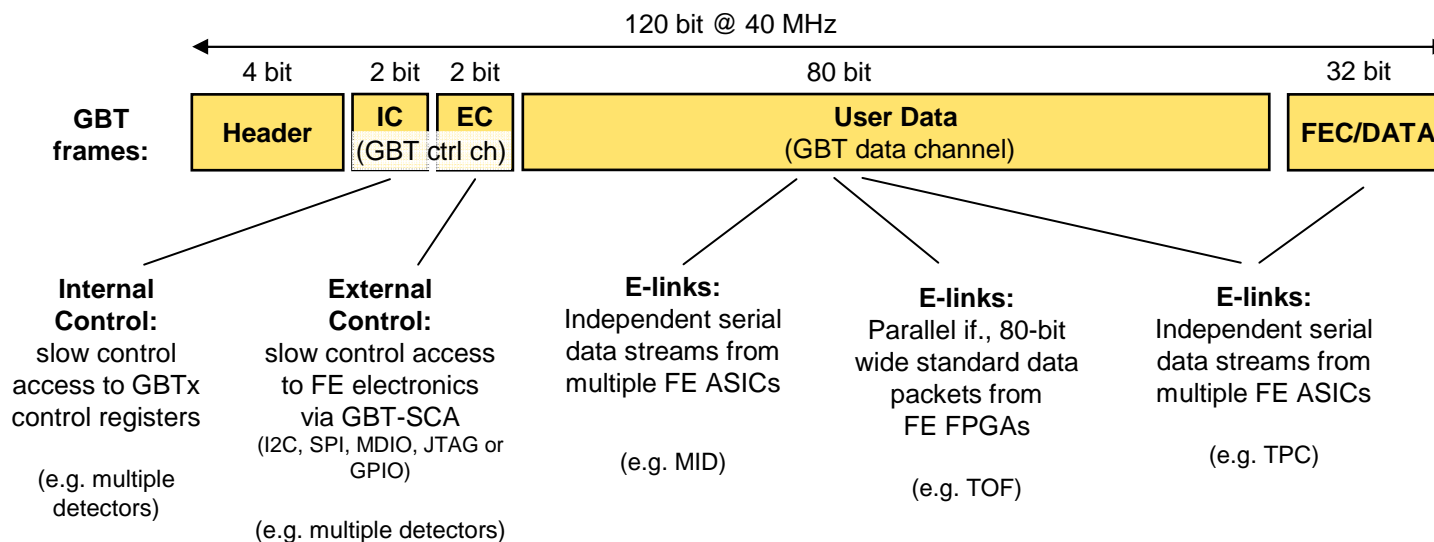 120 bit @ 40 MHz
4 bit
2 bit
2 bit
80 bit
32 bit
GBT
frames:
Header
IC
EC
(GBT ctrl ch)
User Data
(GBT data channel)
FEC/DATA
Internal
Control:
slow control
access to GBTx
control registers
(e.g. multiple
detectors)
External
Control:
slow control access
to FE electronics
via GBT-SCA
(I2C, SPI, MDIO, JTAG or
GPIO)
(e.g. multiple detectors)
E-links:
Independent serial
data streams from
multiple FE ASICs
(e.g. MID)
E-links:
Parallel if., 80-bit
wide standard data
packets from
FE FPGAs
(e.g. TOF)
E-links:
Independent serial
data streams from
multiple FE ASICs
(e.g. TPC)